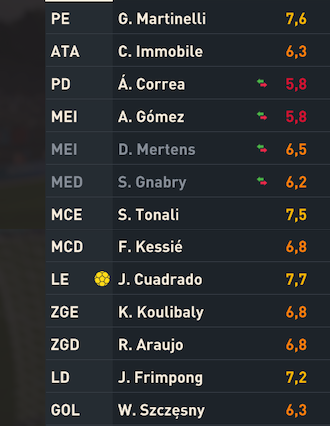 PE G. Martinelli 7,6
ATA C. Immobile 6,3
PD Á. Correa 5,8
MEI A. Gómez 5,8
MEI D. Mertens 6,5
MED S. Gnabry 6,2
MCE S. Tonali 7,5
MCD F. Kessié 6,8
LE J. Cuadrado 7,7
ZGE K. Koulibaly 6,8
ZGD R. Araujo 6,8
LD J. Frimpong 7,2
GOL W. Szczęsny 6,3